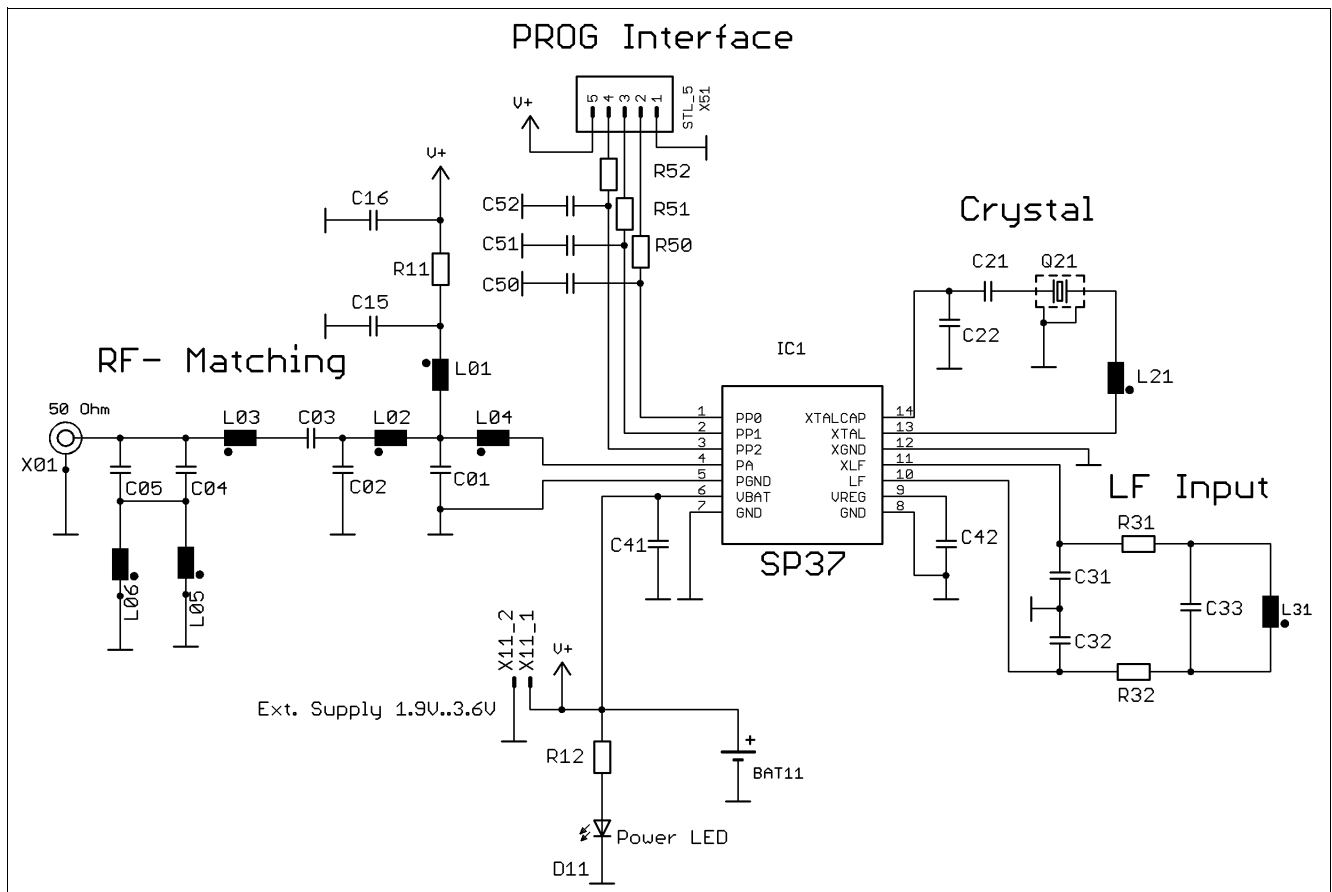 PROG Interface
5 4 3 2 1
STL_5
X51
V+
V+
R52
C16
C52
R51
Crystal
C51
R50
R11
C21 Q21
C50
C15
C22
IC1
RF- Matching
L01
L21
50 Ohm
L03 C03 L02 L04
X01
C05 C04 C02 C01
1 PP0 XTALCAP 14
2 PP1 XTAL 13
3 PP2 XGND 12
4 PA XLF 11
5 PGND LF 10
6 VBAT VREG 9
7 GND GND 8
SP37
LF Input
C41
C42
R31
C31
L06
L05
C33
L31
C32
X11_2
X11_1
V+
R32
Ext. Supply 1.9V..3.6V
R12
+
BAT11
Power LED
D11